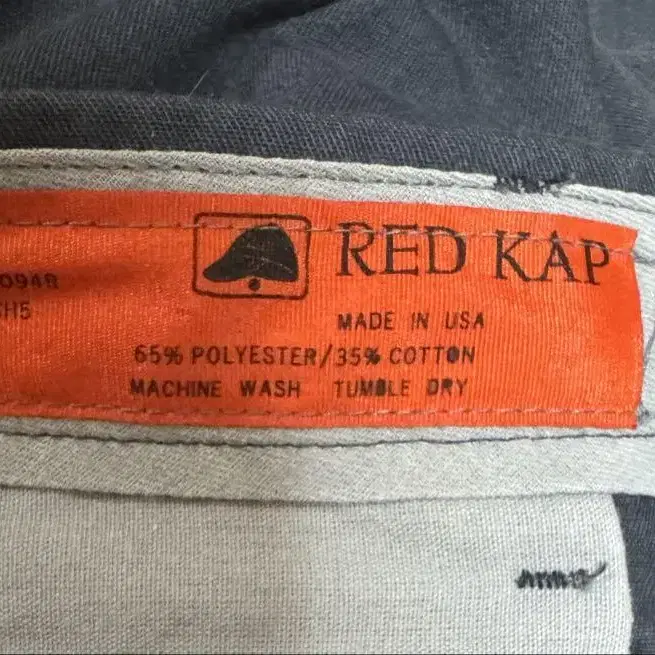 RED KAP
MADE IN USA
65% POLYESTER/35% COTTON
MACHINE WASH TUMBLE DRY